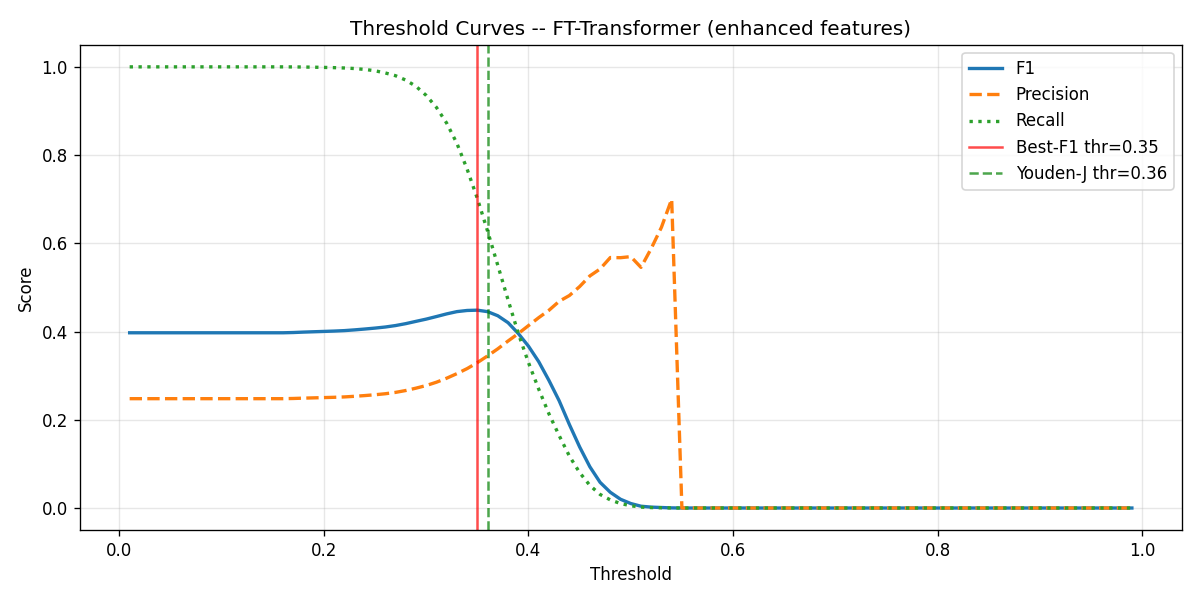 Threshold Curves -- FT-Transformer (enhanced features)
F1
Precision
Recall
Best-F1 thr=0.35
Youden-J thr=0.36
Score
1.0
0.8
0.6
0.4
0.2
0.0
0.0 0.2 0.4 0.6 0.8 1.0
Threshold